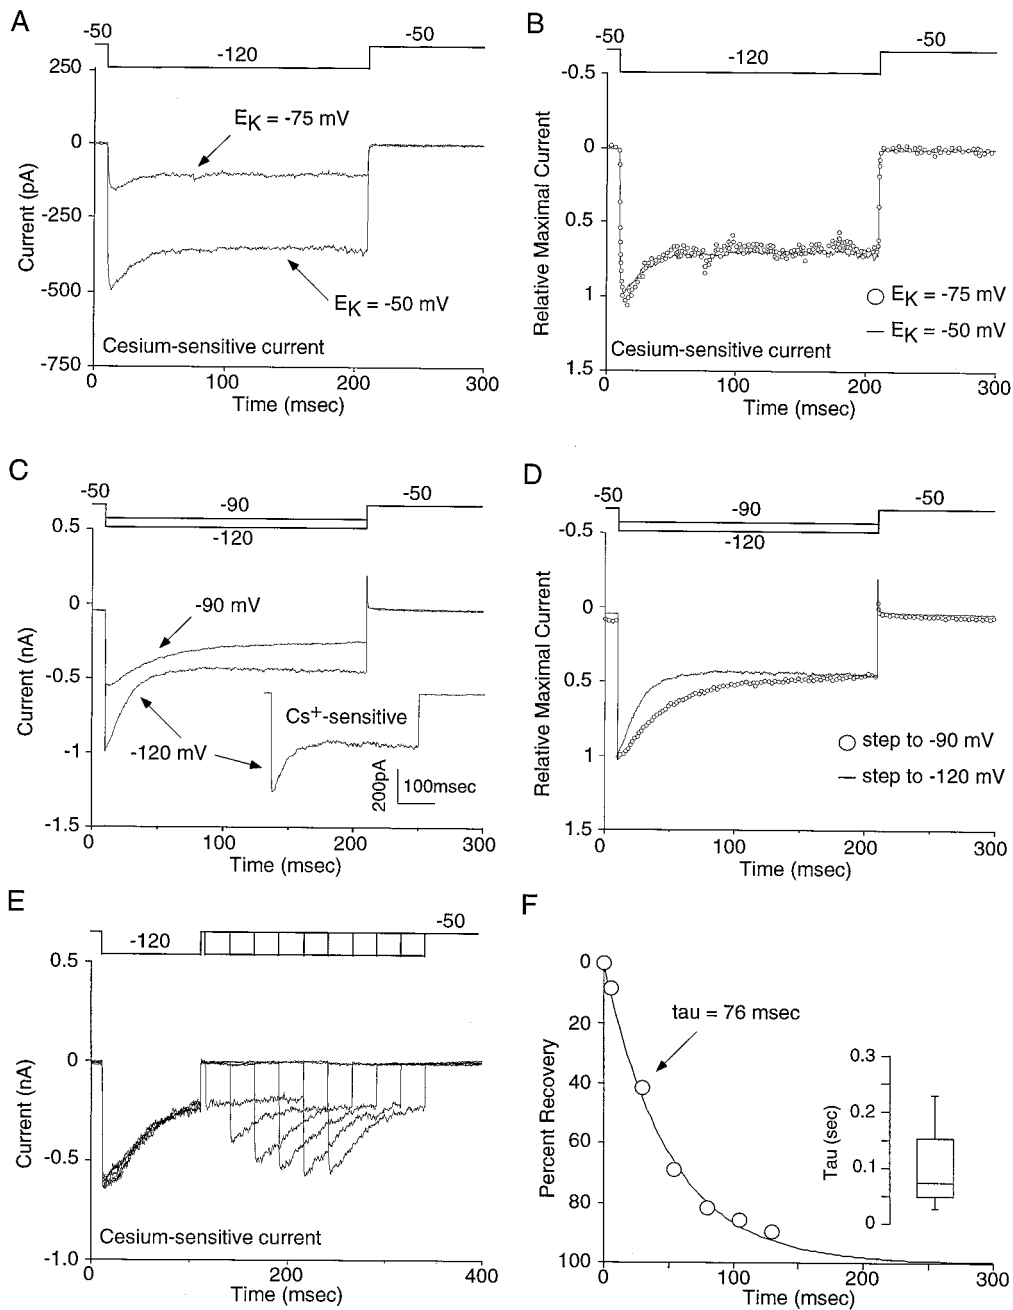 A
-50
-120
-50
250
0
-250
-500
-750
Current (pA)
E_K = -75 mV
E_K = -50 mV
Cesium-sensitive current
0
100
200
300
Time (msec)
B
-50
-120
-50
-0.5
0
0.5
1
1.5
Relative Maximal Current
E_K = -75 mV
E_K = -50 mV
Cesium-sensitive current
0
100
200
300
Time (msec)
C
-50
-90
-120
-50
0.5
0
-0.5
-1
-1.5
Current (nA)
-90 mV
-120 mV
Cs⁺-sensitive
200pA
100msec
0
100
200
300
Time (msec)
D
-50
-90
-120
-50
-0.5
0
0.5
1
1.5
Relative Maximal Current
step to -90 mV
step to -120 mV
0
100
200
300
Time (msec)
E
-120
-50
0.5
0
-0.5
-1.0
Current (nA)
Cesium-sensitive current
0
200
400
Time (msec)
F
0
20
40
60
80
100
Percent Recovery
tau = 76 msec
0.3
0.2
0.1
0
Tau (sec)
0
100
200
300
Time (msec)